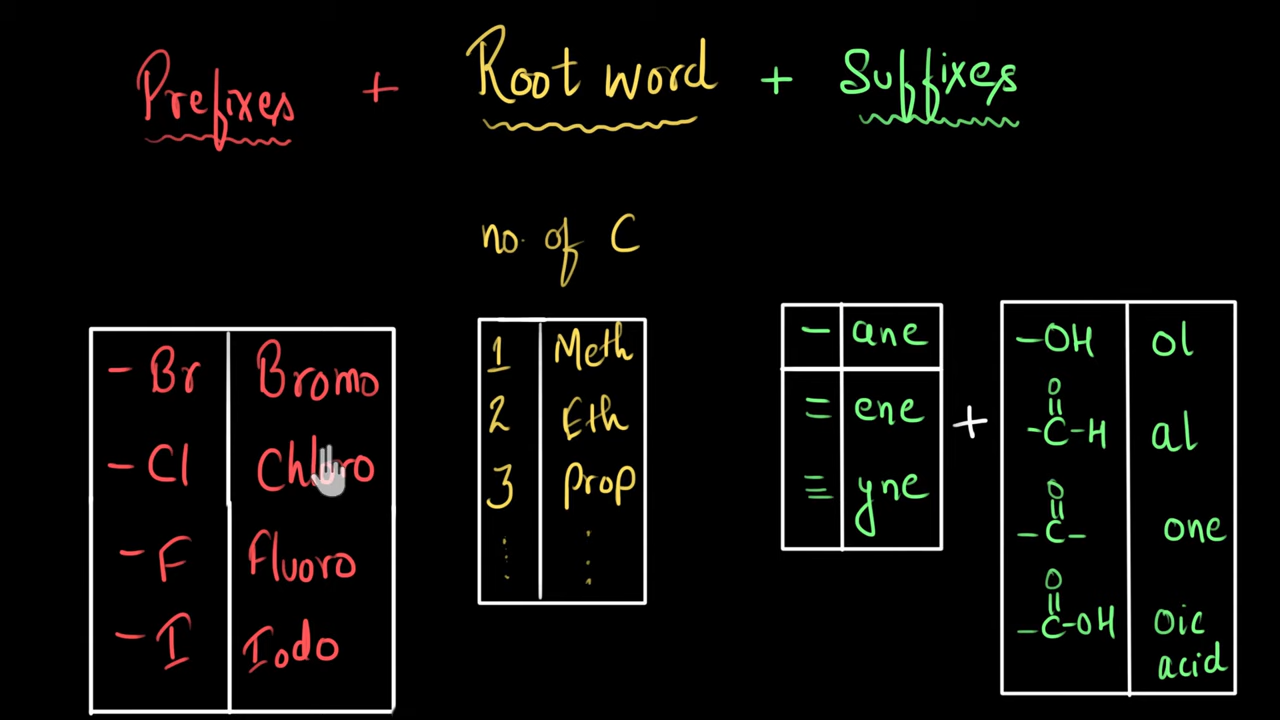 Prefixes + Root word + Suffixes
no. of C
-Br Bromo
-Cl Chloro
-F Fluoro
-I Iodo
1 Meth
2 Eth
3 Prop
⋮ ⋮
- ane
= ene
≡ yne
+
-OH ol
O
||
-C-H al
O
||
-C- one
O
||
-C-OH oic
acid